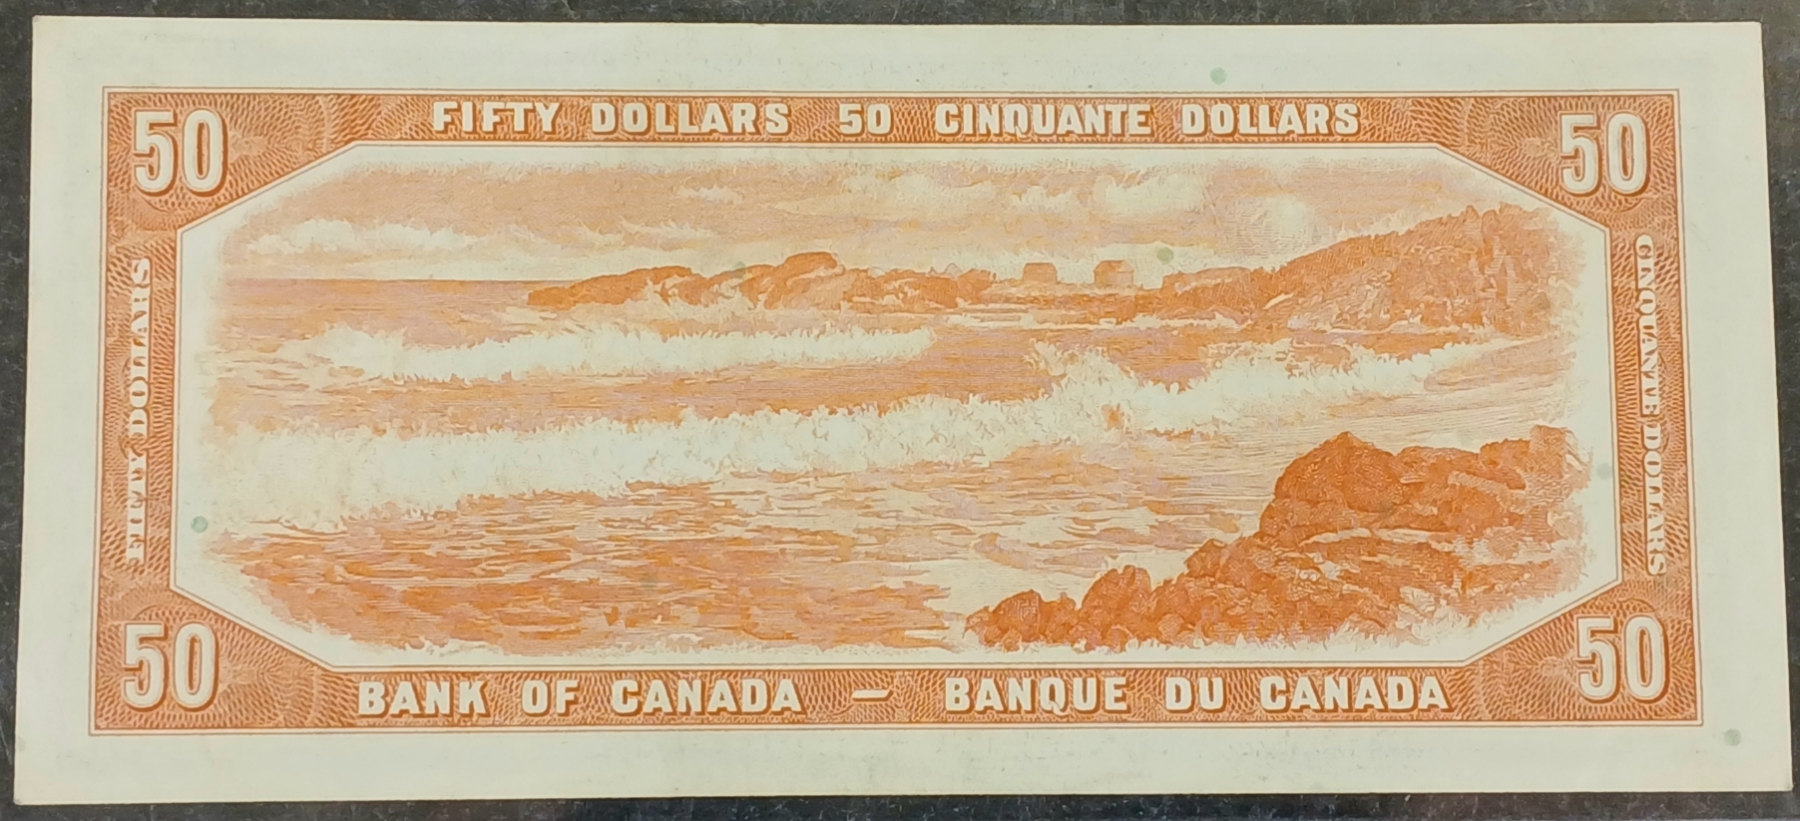 50 FIFTY DOLLARS 50 CINQUANTE DOLLARS 50
FIFTY DOLLARS
CINQUANTE DOLLARS
50 BANK OF CANADA — BANQUE DU CANADA 50